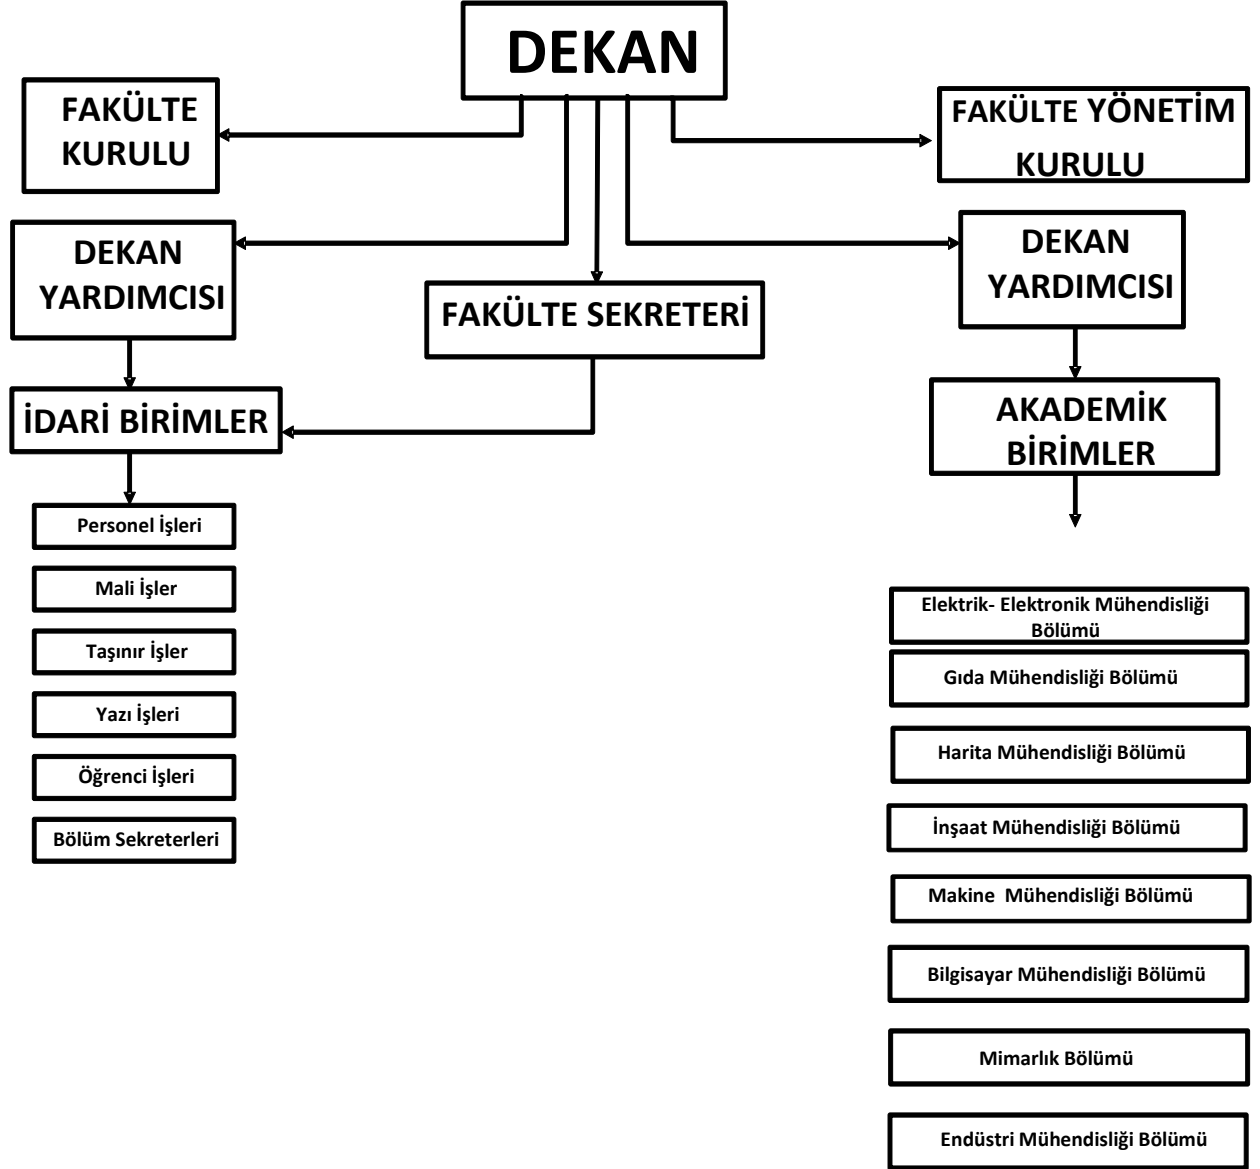 DEKAN
FAKÜLTE
KURULU
FAKÜLTE YÖNETİM
KURULU
DEKAN
YARDIMCISI
FAKÜLTE SEKRETERİ
DEKAN
YARDIMCISI
İDARİ BİRİMLER
AKADEMİK
BİRİMLER
Personel İşleri
Mali İşler
Taşınır İşler
Yazı İşleri
Öğrenci İşleri
Bölüm Sekreterleri
Elektrik- Elektronik Mühendisliği
Bölümü
Gıda Mühendisliği Bölümü
Harita Mühendisliği Bölümü
İnşaat Mühendisliği Bölümü
Makine  Mühendisliği Bölümü
Bilgisayar Mühendisliği Bölümü
Mimarlık Bölümü
Endüstri Mühendisliği Bölümü